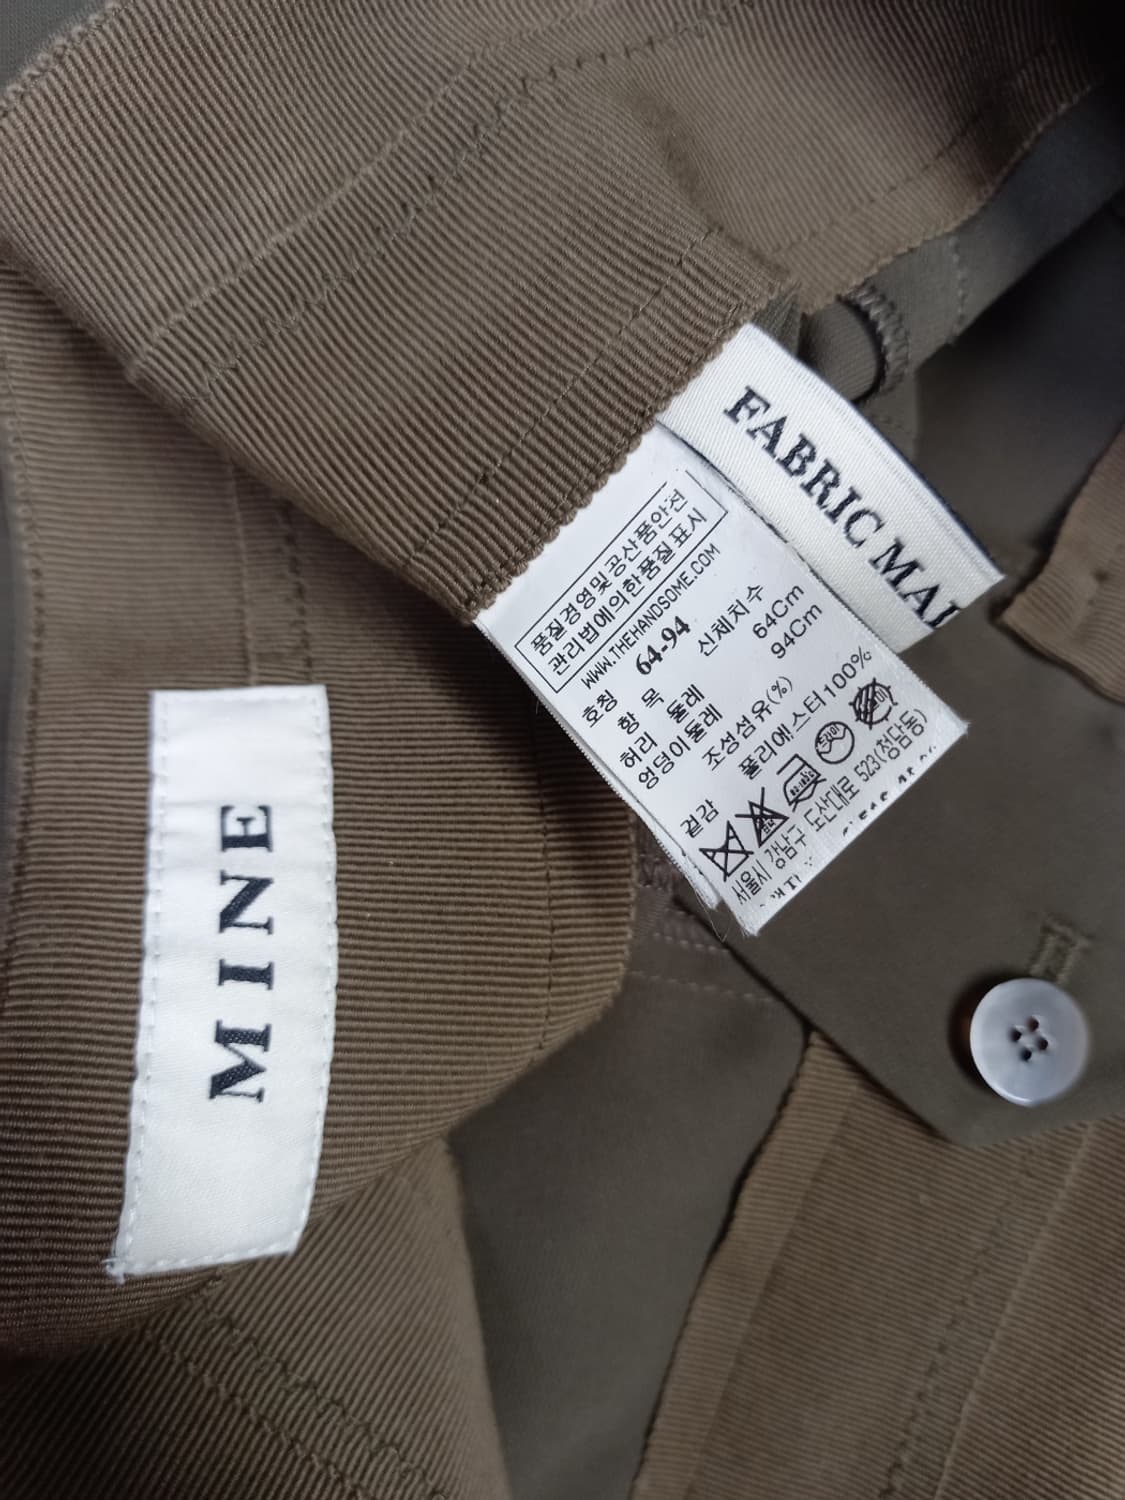 FABRIC MA
품질경영및 공산품안전
관리법에의한품질표시
WWW.THEHANDSOME.COM
호칭 64-94
항 목 신체치수
허리 둘레 64Cm
엉덩이둘레 94Cm
조성섬유(%)
겉감 폴리에스터100%
서울시 강남구 도산대로 523(청담동)
MINE